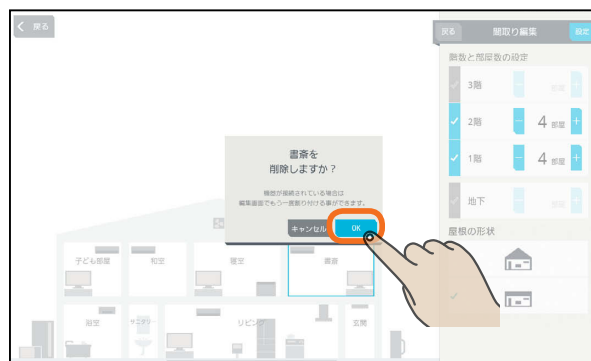 戻る
戻る
間取り編集
設定
階数と部屋数の設定
3階
部屋
2階
4 部屋
1階
4 部屋
地下
部屋
屋根の形状
書斎を
削除しますか？
機器が接続されている場合は
編集画面でもう一度割り付ける事ができます。
キャンセル
OK
子ども部屋
和室
寝室
書斎
浴室
サニタリー
リビング
玄関